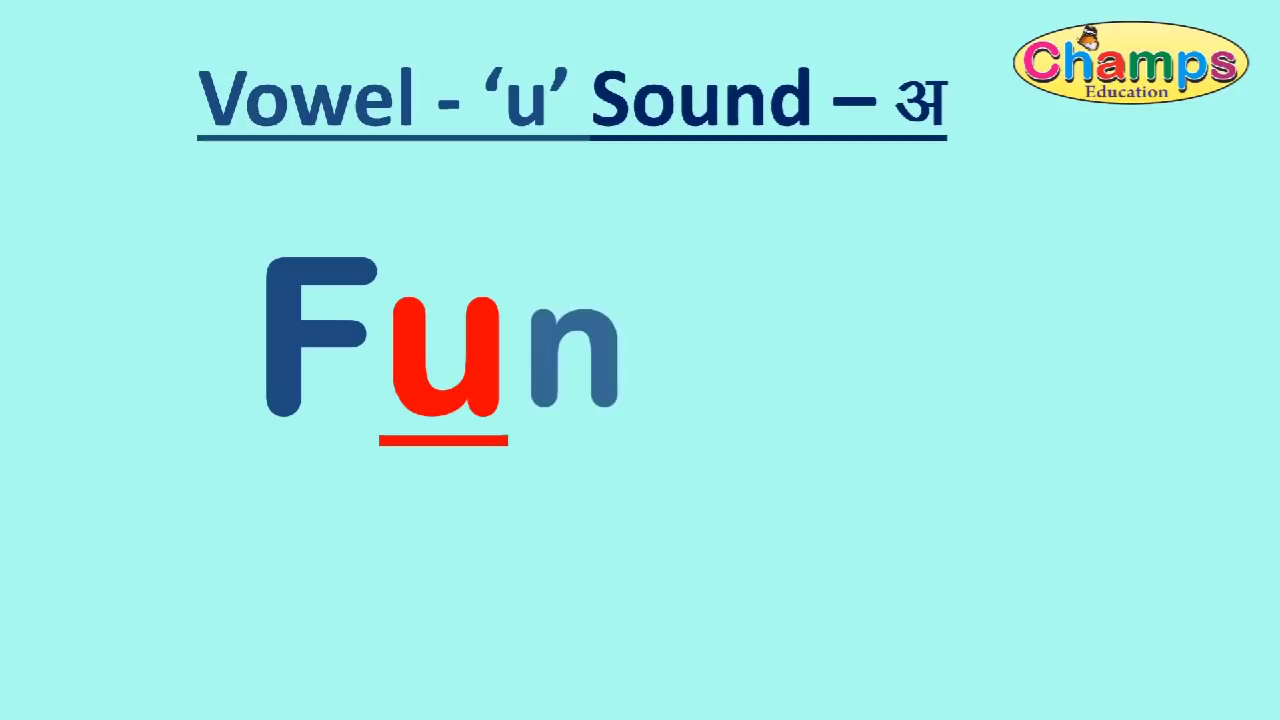 Champs
Education
Vowel - ‘u’ Sound – अ
Fun